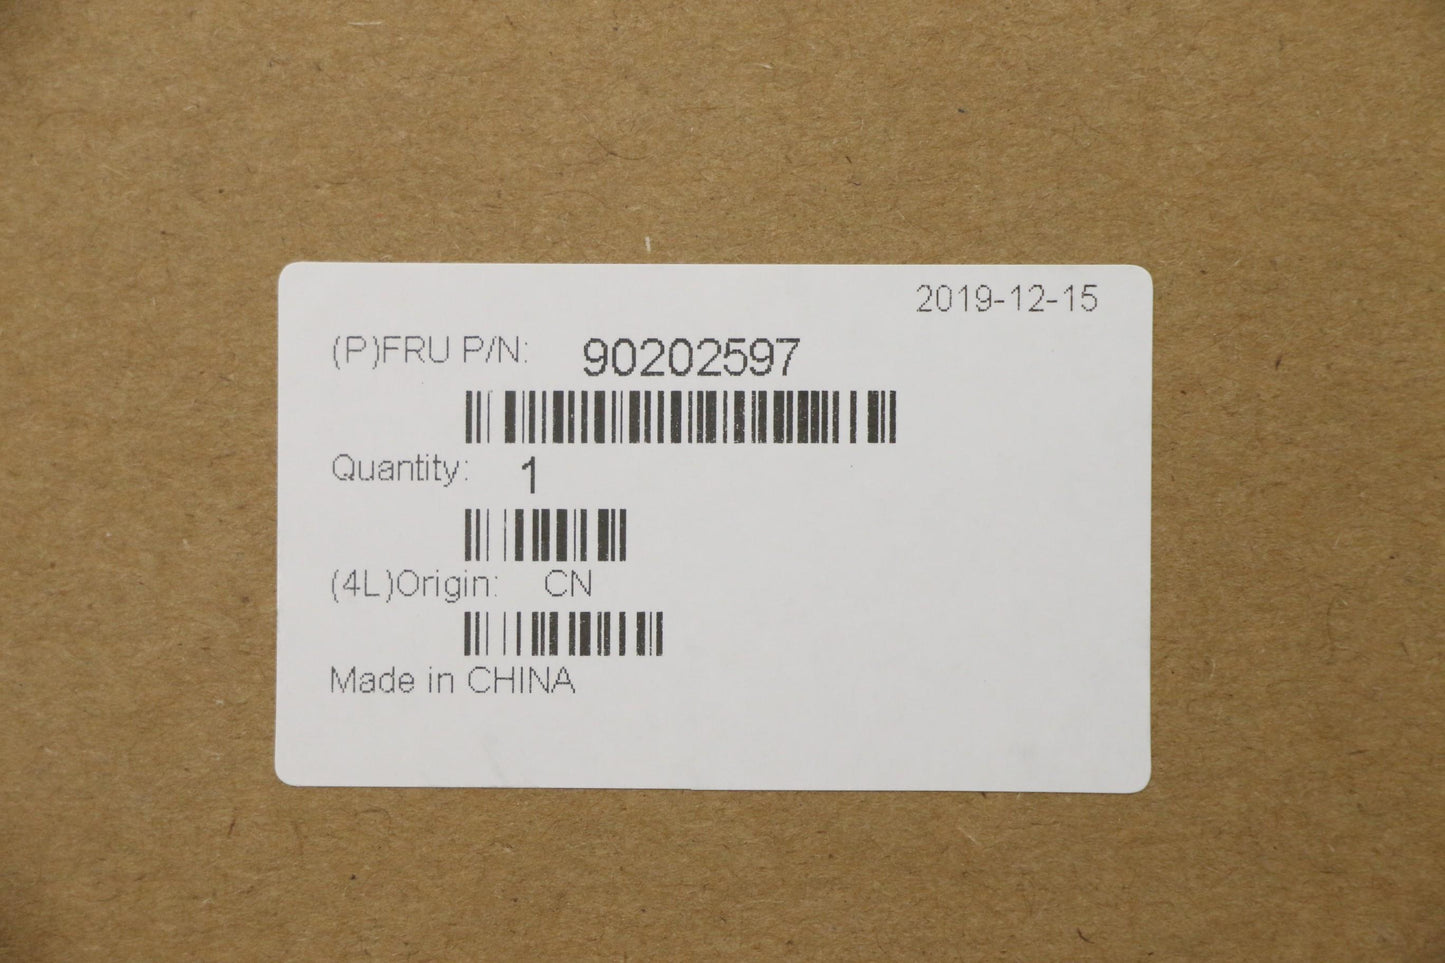 2019-12-15
(P)FRU P/N: 90202597
Quantity: 1
(4L)Origin: CN
Made in CHINA